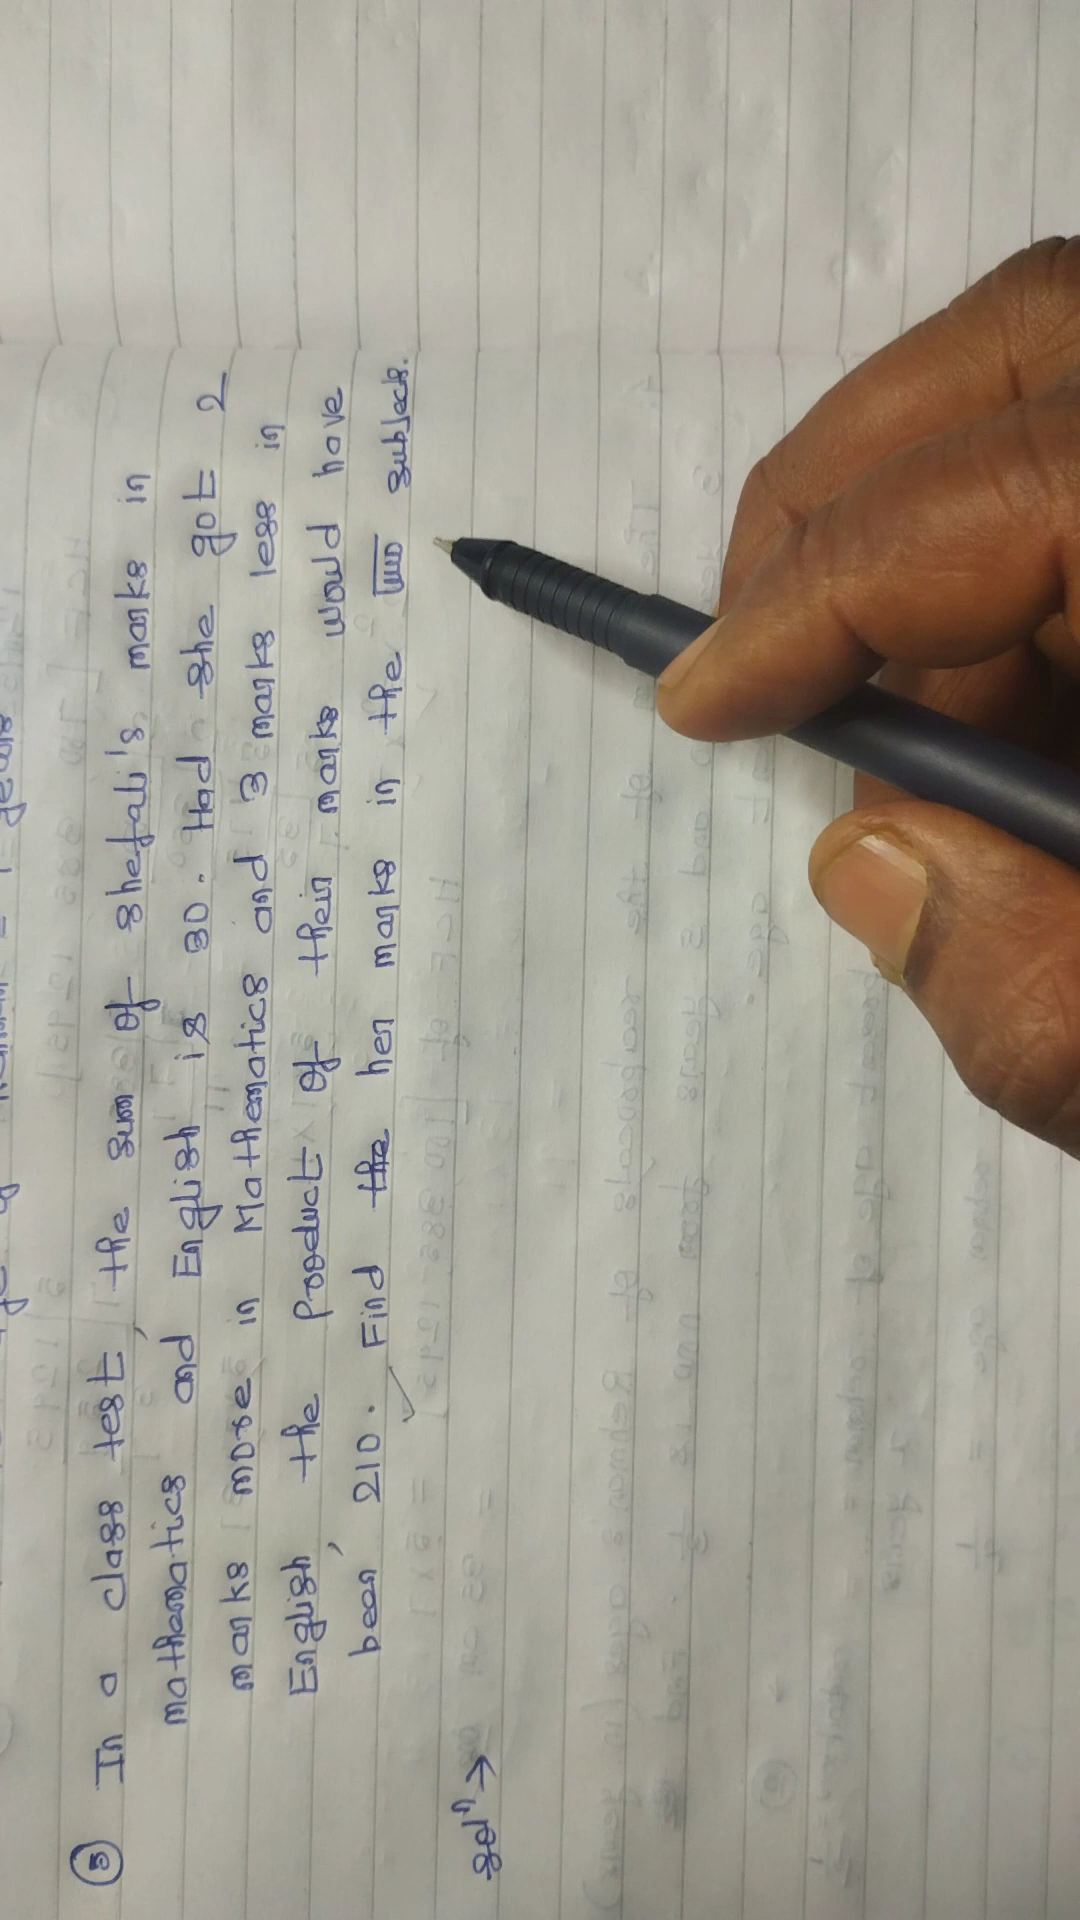 ⑤ In a class test, the sum of Shefali's marks in
mathematics and English is 30. Had she got 2
marks more in Mathematics and 3 marks less in
English the product of their marks would have
been, 210. Find the her marks in the two subjects.
Solⁿ →